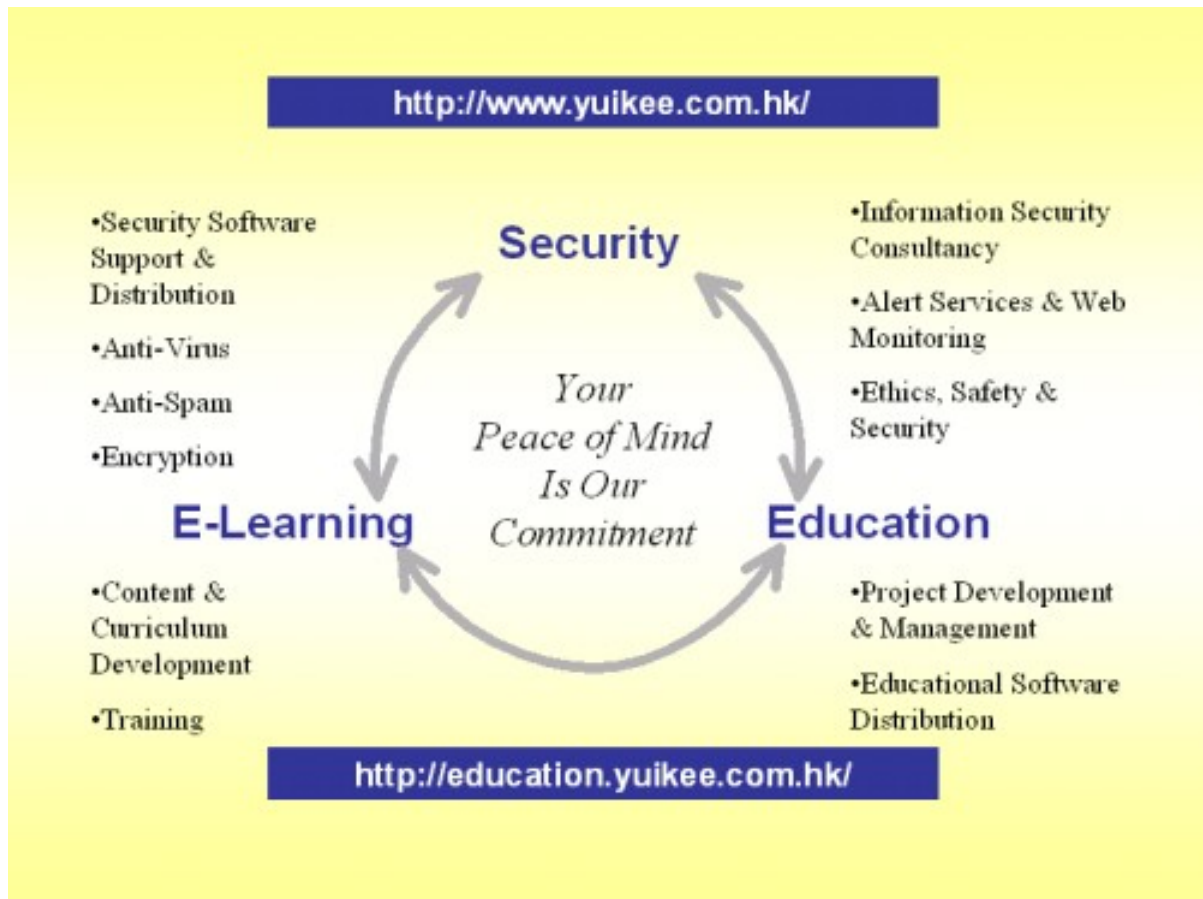 http://www.yuikee.com.hk/
•Security Software
Support &
Distribution
•Anti-Virus
•Anti-Spam
•Encryption
Security
•Information Security
Consultancy
•Alert Services & Web
Monitoring
•Ethics, Safety &
Security
Your
Peace of Mind
Is Our
Commitment
E-Learning
Education
•Content &
Curriculum
Development
•Training
•Project Development
& Management
•Educational Software
Distribution
http://education.yuikee.com.hk/